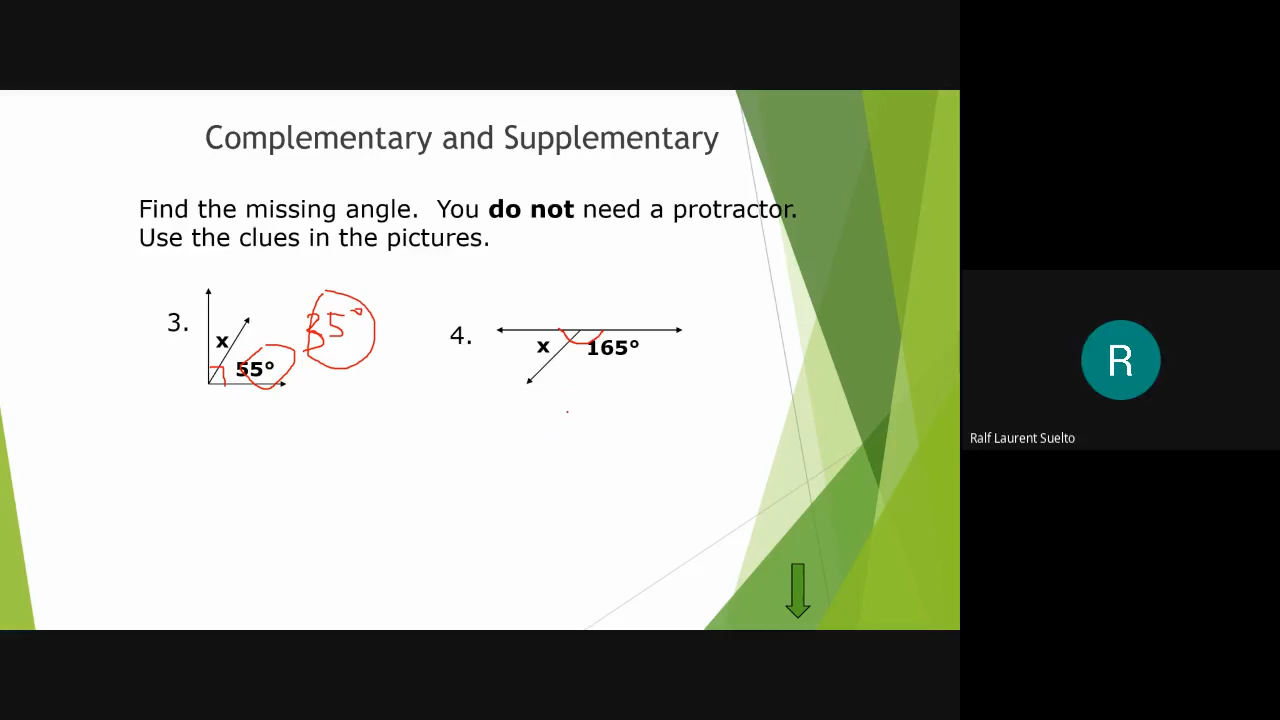 Complementary and Supplementary
Find the missing angle. You do not need a protractor.
Use the clues in the pictures.
3.
x
55°
35°
4.
x
165°
R
Ralf Laurent Suelto